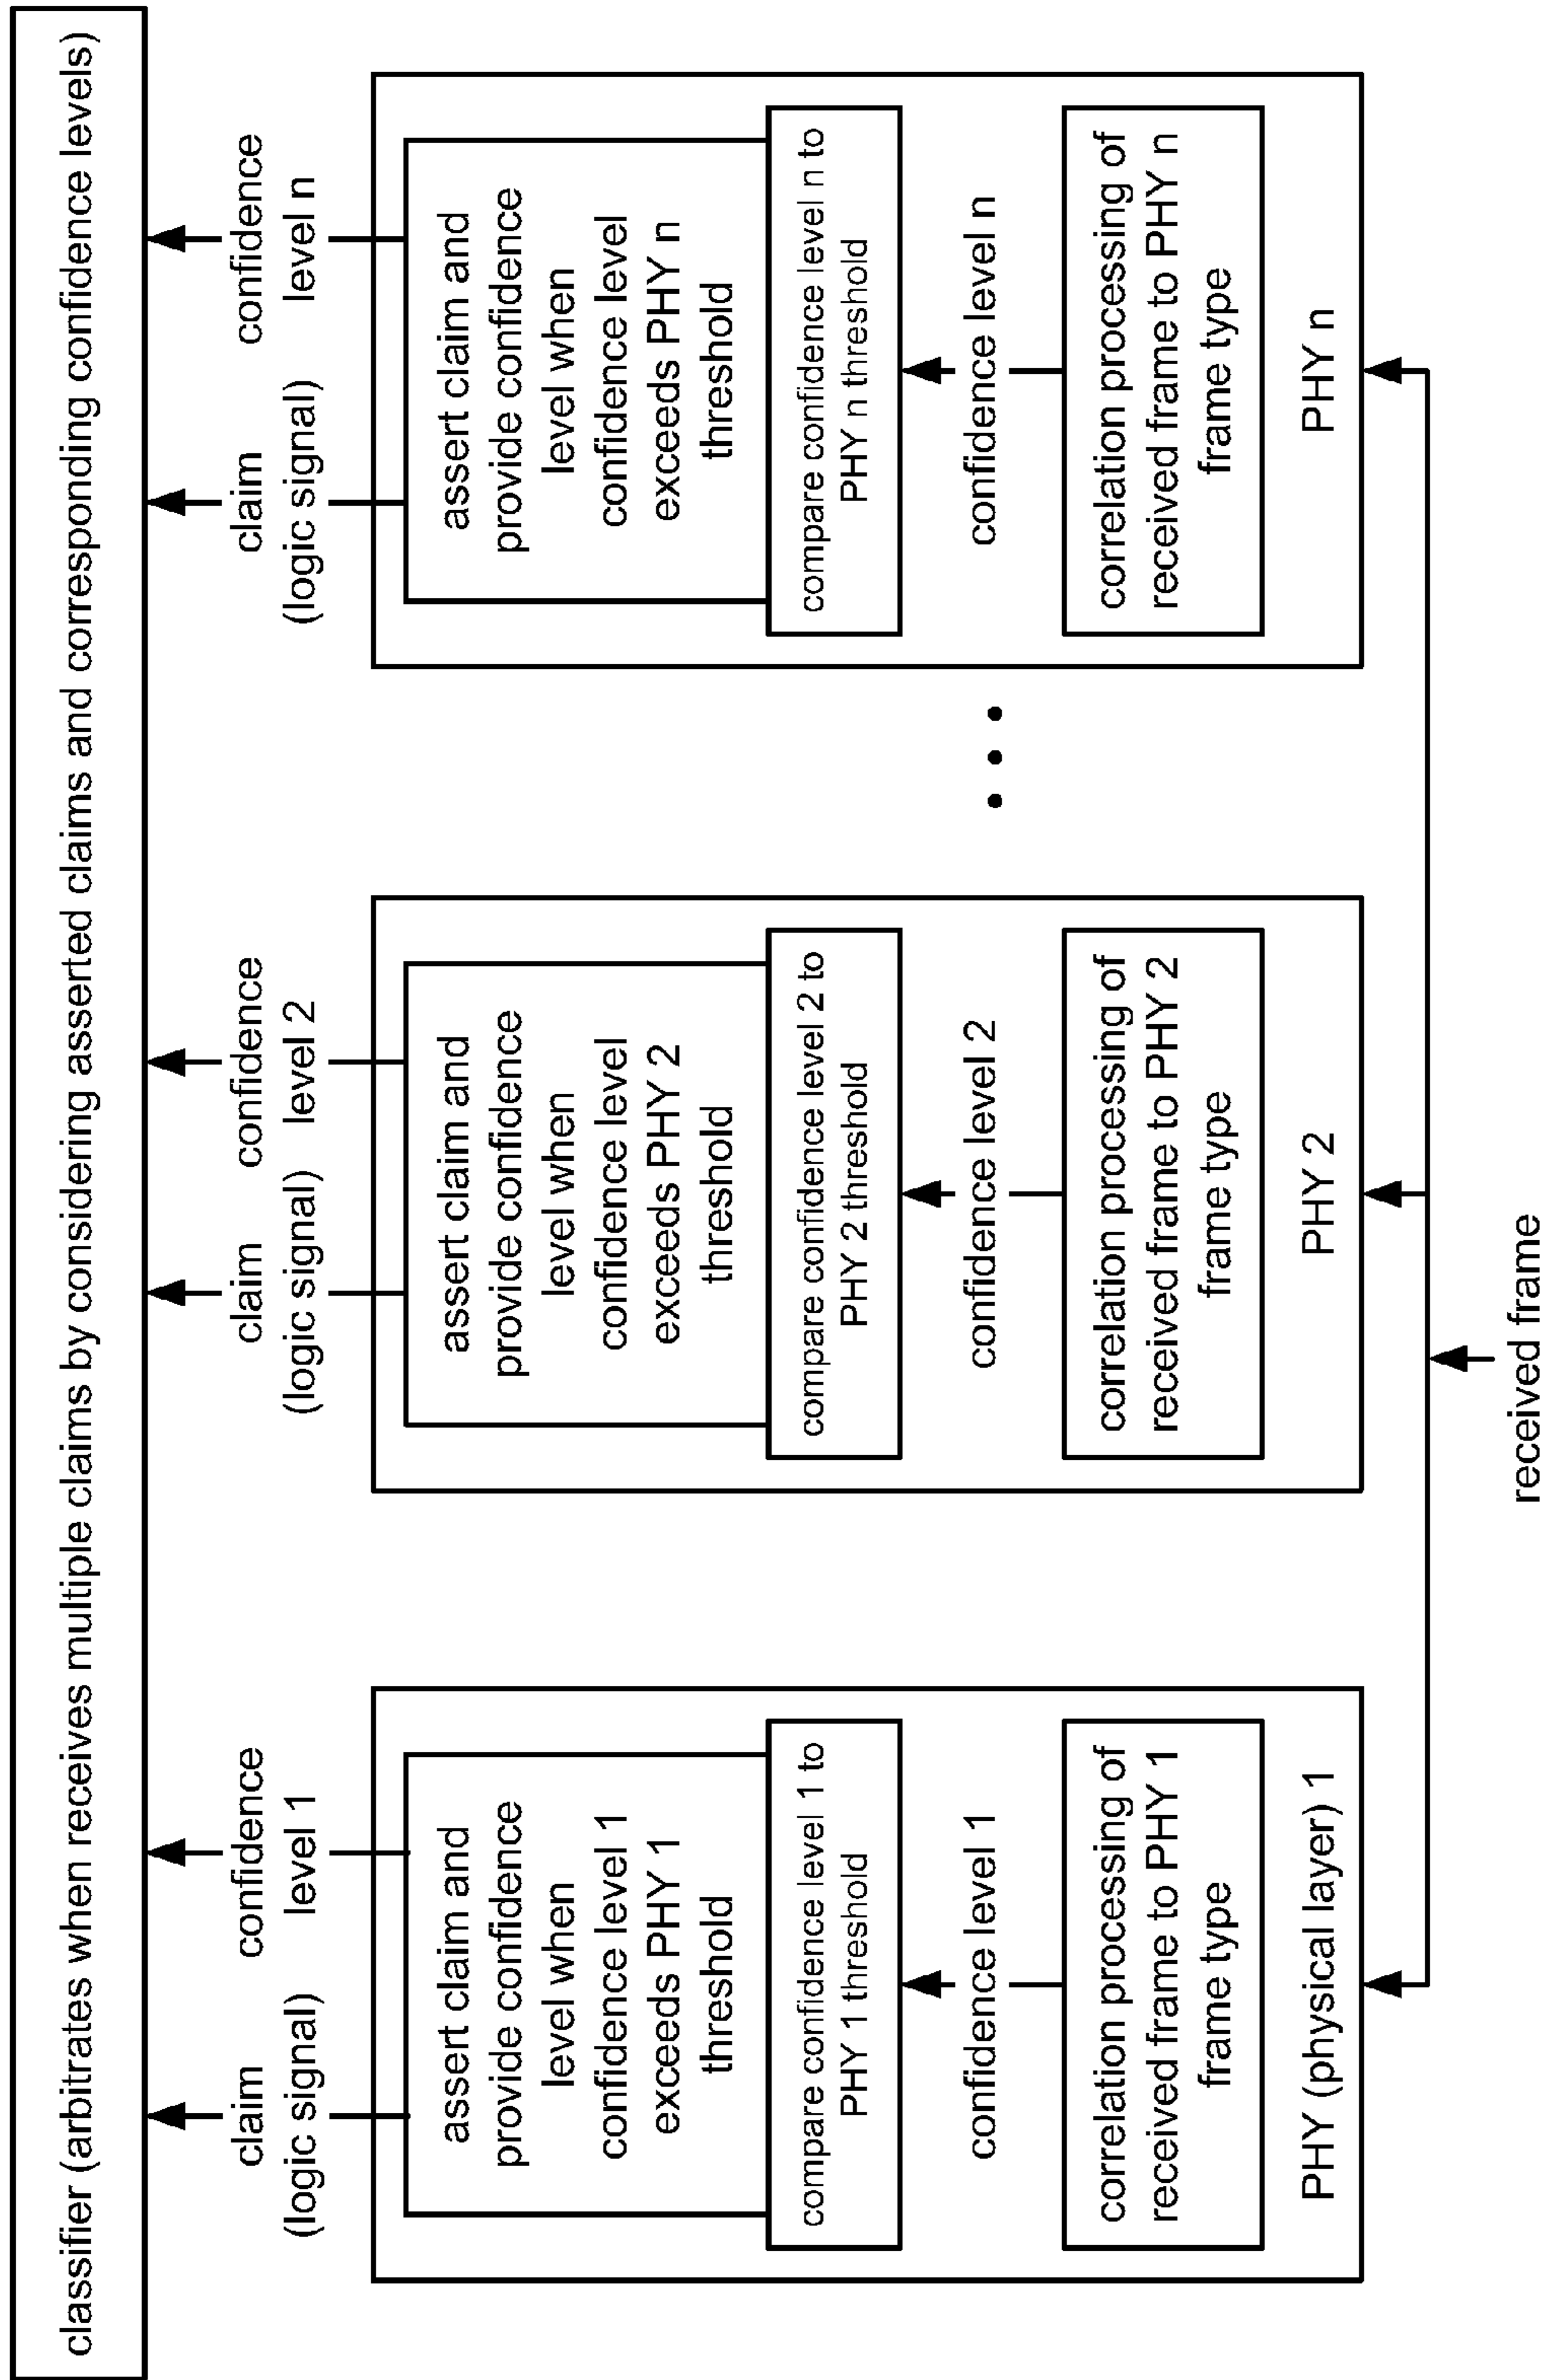 classifier (arbitrates when receives multiple claims by considering asserted claims and corresponding confidence levels)
claim
(logic signal)
confidence
level 1
assert claim and
provide confidence
level when
confidence level 1
exceeds PHY 1
threshold
compare confidence level 1 to
PHY 1 threshold
confidence level 1
correlation processing of
received frame to PHY 1
frame type
PHY (physical layer) 1
claim
(logic signal)
confidence
level 2
assert claim and
provide confidence
level when
confidence level
exceeds PHY 2
threshold
compare confidence level 2 to
PHY 2 threshold
confidence level 2
correlation processing of
received frame to PHY 2
frame type
PHY 2
claim
(logic signal)
confidence
level n
assert claim and
provide confidence
level when
confidence level
exceeds PHY n
threshold
compare confidence level n to
PHY n threshold
confidence level n
correlation processing of
received frame to PHY n
frame type
PHY n
received frame